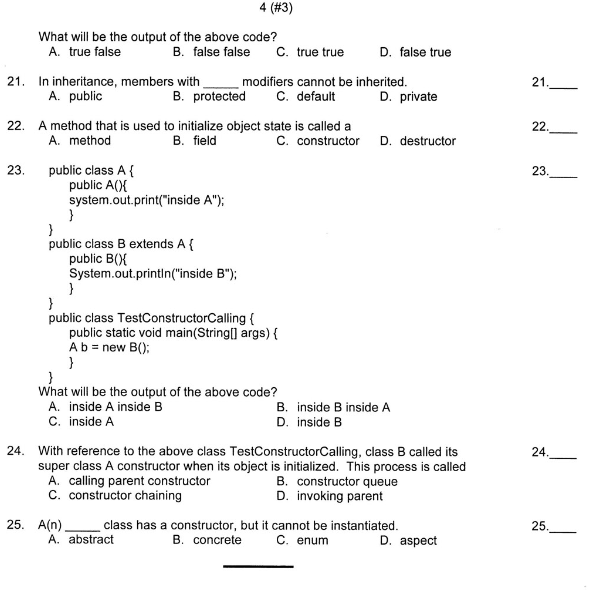 4 (#3)
What will be the output of the above code?
A. true false B. false false C. true true D. false true
21. In inheritance, members with _____ modifiers cannot be inherited. 21.____
A. public B. protected C. default D. private
22. A method that is used to initialize object state is called a 22.____
A. method B. field C. constructor D. destructor
23. public class A { 23.____
public A(){
system.out.print("inside A");
}
}
public class B extends A {
public B(){
System.out.println("inside B");
}
}
public class TestConstructorCalling {
public static void main(String[] args) {
A b = new B();
}
}
What will be the output of the above code?
A. inside A inside B B. inside B inside A
C. inside A D. inside B
24. With reference to the above class TestConstructorCalling, class B called its 24.____
super class A constructor when its object is initialized. This process is called
A. calling parent constructor B. constructor queue
C. constructor chaining D. invoking parent
25. A(n) _____ class has a constructor, but it cannot be instantiated. 25.____
A. abstract B. concrete C. enum D. aspect